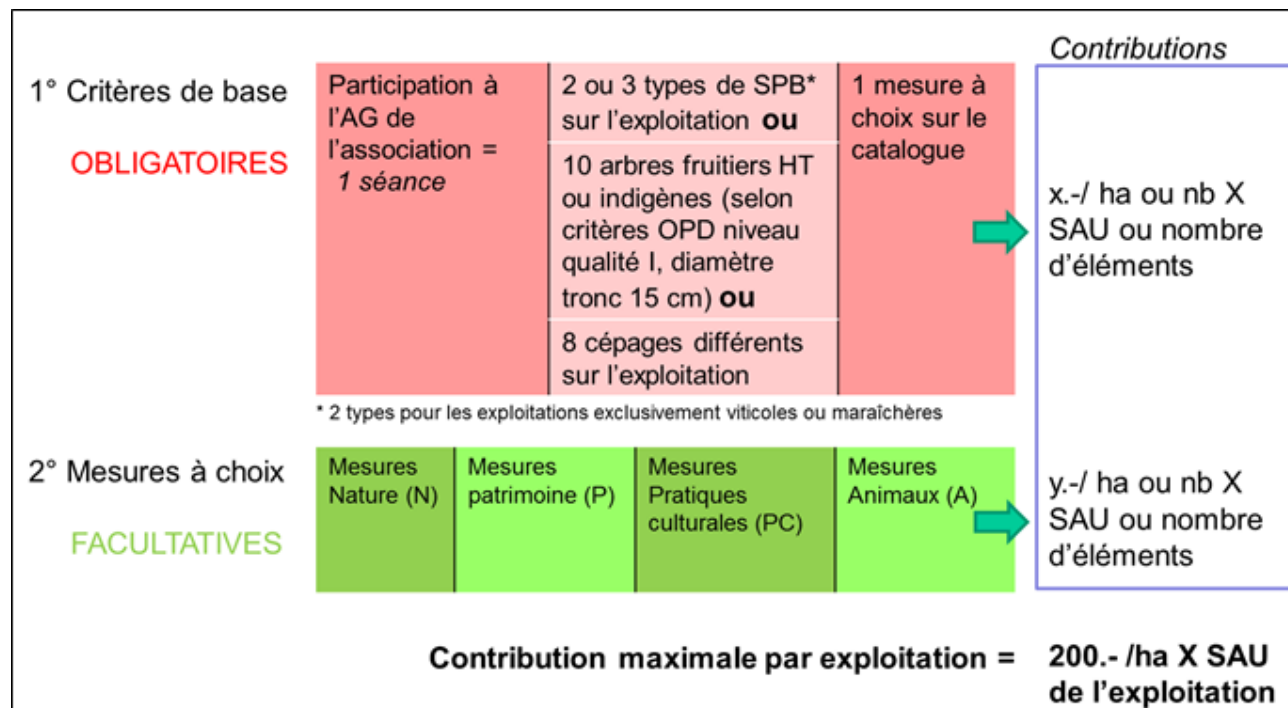 Contributions
1° Critères de base
OBLIGATOIRES
Participation à
l'AG de
l'association =
1 séance
2 ou 3 types de SPB*
sur l'exploitation ou
10 arbres fruitiers HT
ou indigènes (selon
critères OPD niveau
qualité I, diamètre
tronc 15 cm) ou
8 cépages différents
sur l'exploitation
1 mesure à
choix sur le
catalogue
x.-/ ha ou nb X
SAU ou nombre
d'éléments
* 2 types pour les exploitations exclusivement viticoles ou maraîchères
2° Mesures à choix
FACULTATIVES
Mesures
Nature (N)
Mesures
patrimoine (P)
Mesures
Pratiques
culturales (PC)
Mesures
Animaux (A)
y.-/ ha ou nb X
SAU ou nombre
d'éléments
Contribution maximale par exploitation =
200.- /ha X SAU
de l'exploitation